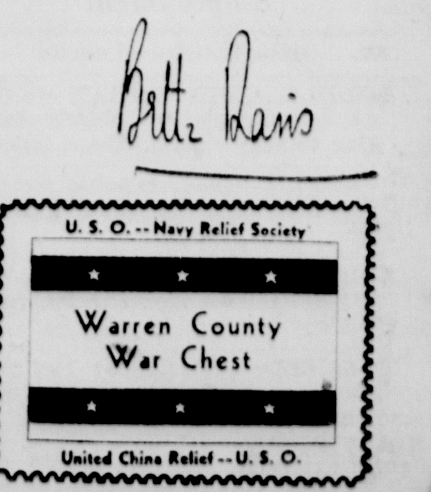 Bette Davis
U. S. O. -- Navy Relief Society
Warren County
War Chest
United China Relief -- U. S. O.